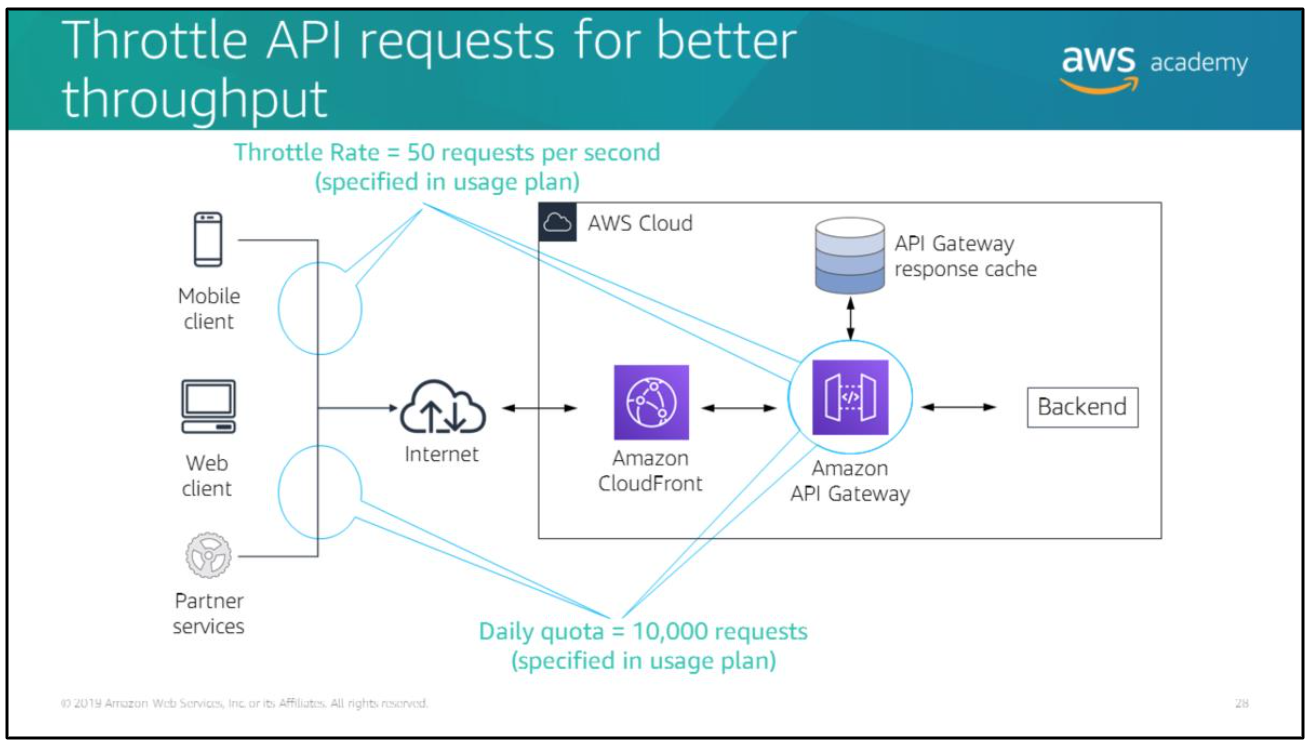 Throttle API requests for better
throughput
aws academy
Throttle Rate = 50 requests per second
(specified in usage plan)
AWS Cloud
API Gateway
response cache
Mobile
client
Web
client
Partner
services
Internet
Amazon
CloudFront
</>
Amazon
API Gateway
Backend
Daily quota = 10,000 requests
(specified in usage plan)
© 2019 Amazon Web Services, Inc. or its Affiliates. All rights reserved.
28